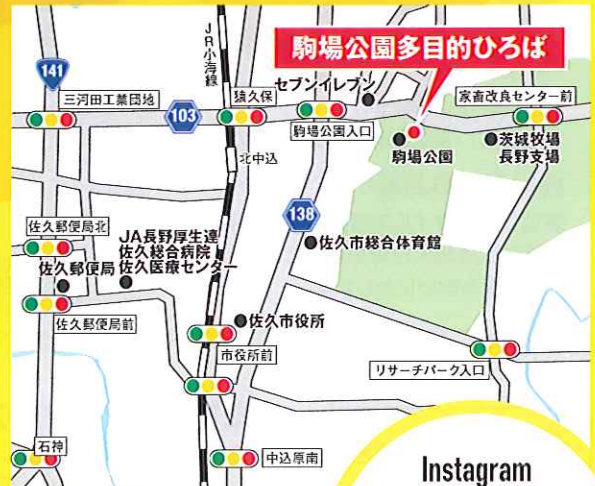 駒場公園多目的ひろば
JR小海線
141
セブンイレブン
三河田工業団地
猿久保
家畜改良センター前
103
駒場公園入口
駒場公園
茨城牧場
長野支場
北中込
138
佐久郵便局北
JA長野厚生連
佐久総合病院
佐久医療センター
佐久郵便局
佐久市総合体育館
佐久郵便局前
佐久市役所
市役所前
リサーチパーク入口
石神
中込原南
Instagram